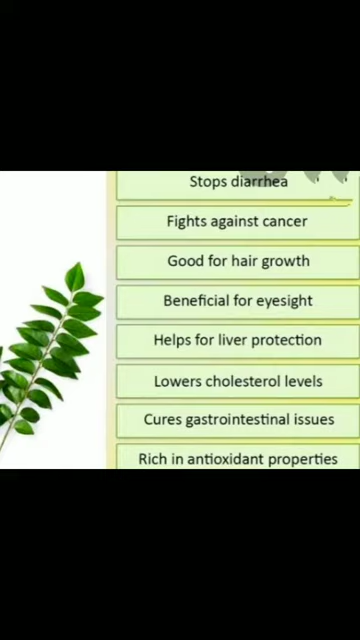 Stops diarrhea
Fights against cancer
Good for hair growth
Beneficial for eyesight
Helps for liver protection
Lowers cholesterol levels
Cures gastrointestinal issues
Rich in antioxidant properties